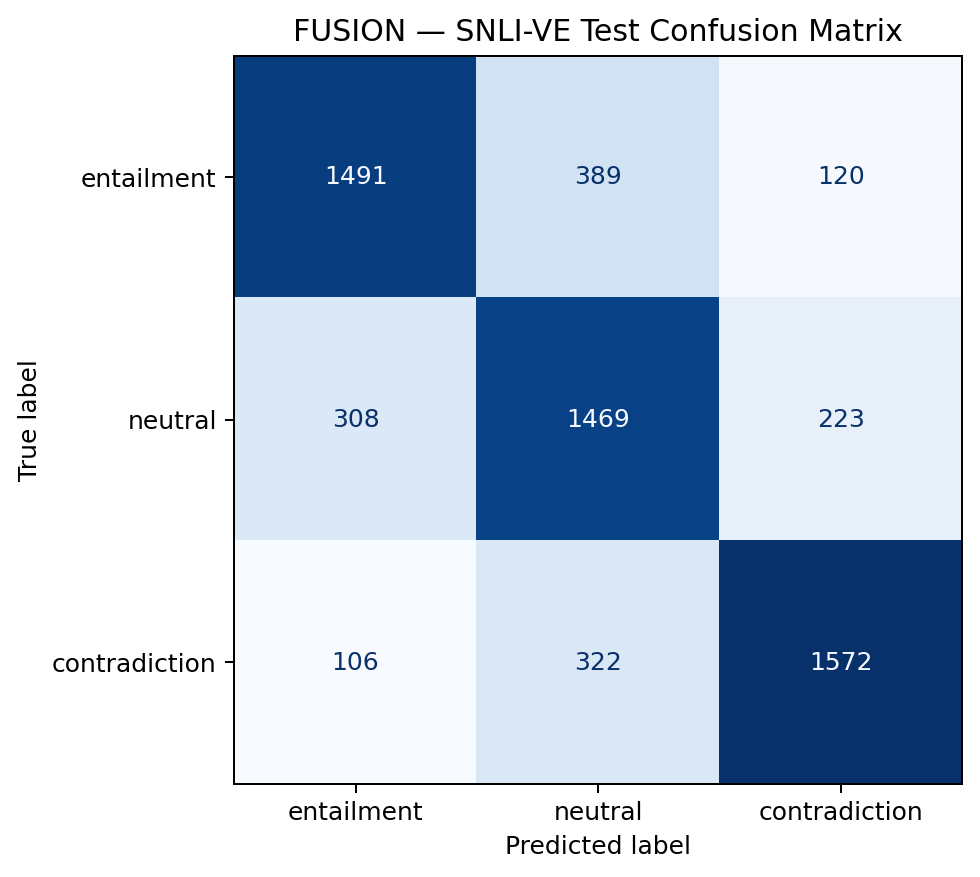 FUSION — SNLI-VE Test Confusion Matrix
entailment 1491 389 120
neutral 308 1469 223
contradiction 106 322 1572
True label
entailment neutral contradiction
Predicted label